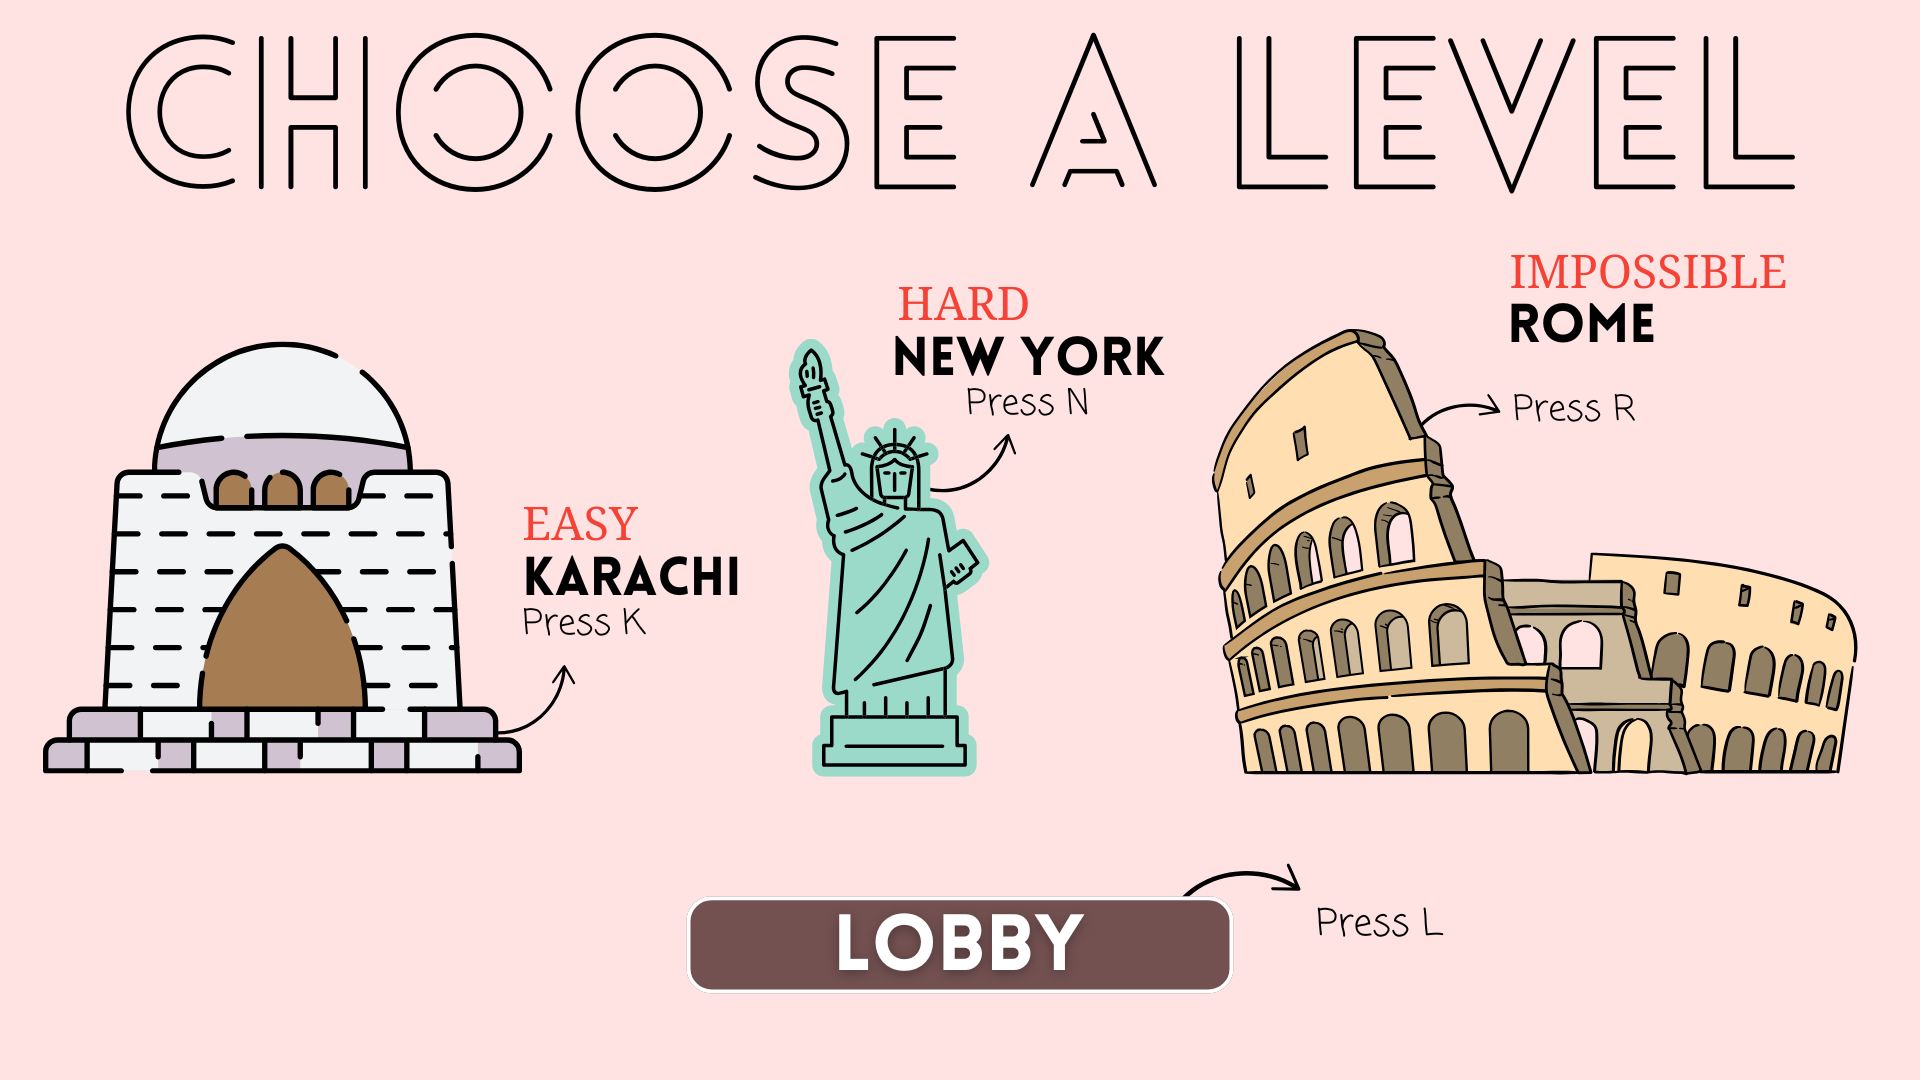 CHOOSE A LEVEL
EASY
KARACHI
Press K
HARD
NEW YORK
Press N
IMPOSSIBLE
ROME
Press R
LOBBY
Press L